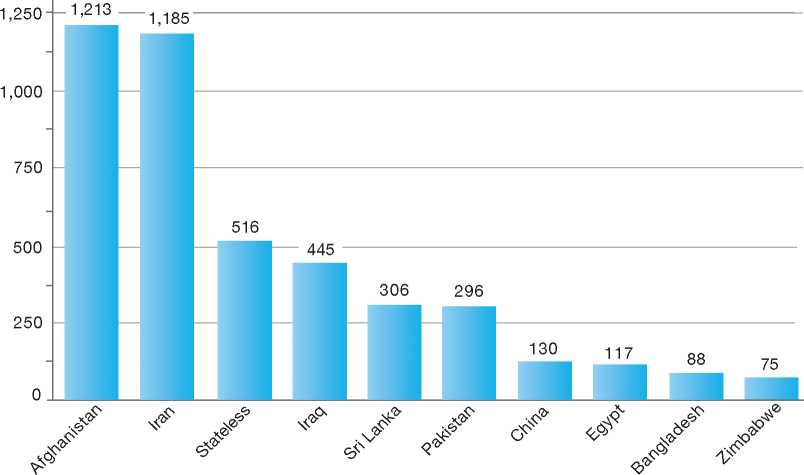 1,250
1,000
750
500
250
0
1,213
1,185
516
445
306
296
130
117
88
75
Afghanistan
Iran
Stateless
Iraq
Sri Lanka
Pakistan
China
Egypt
Bangladesh
Zimbabwe